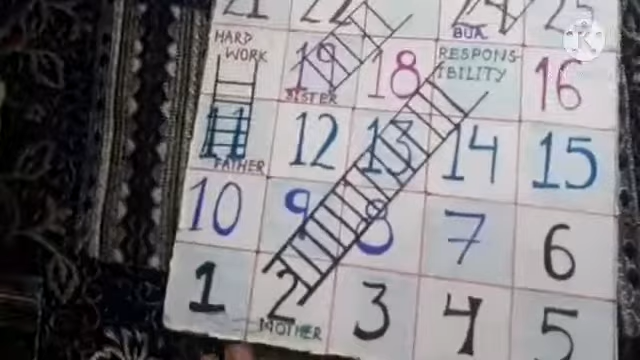 21 22 24 25
BUA
HARD
WORK 19 18 RESPONS-
IBILITY 16
SISTER
11 12 13 14 15
FATHER
10 9 8 7 6
1 2 3 4 5
MOTHER